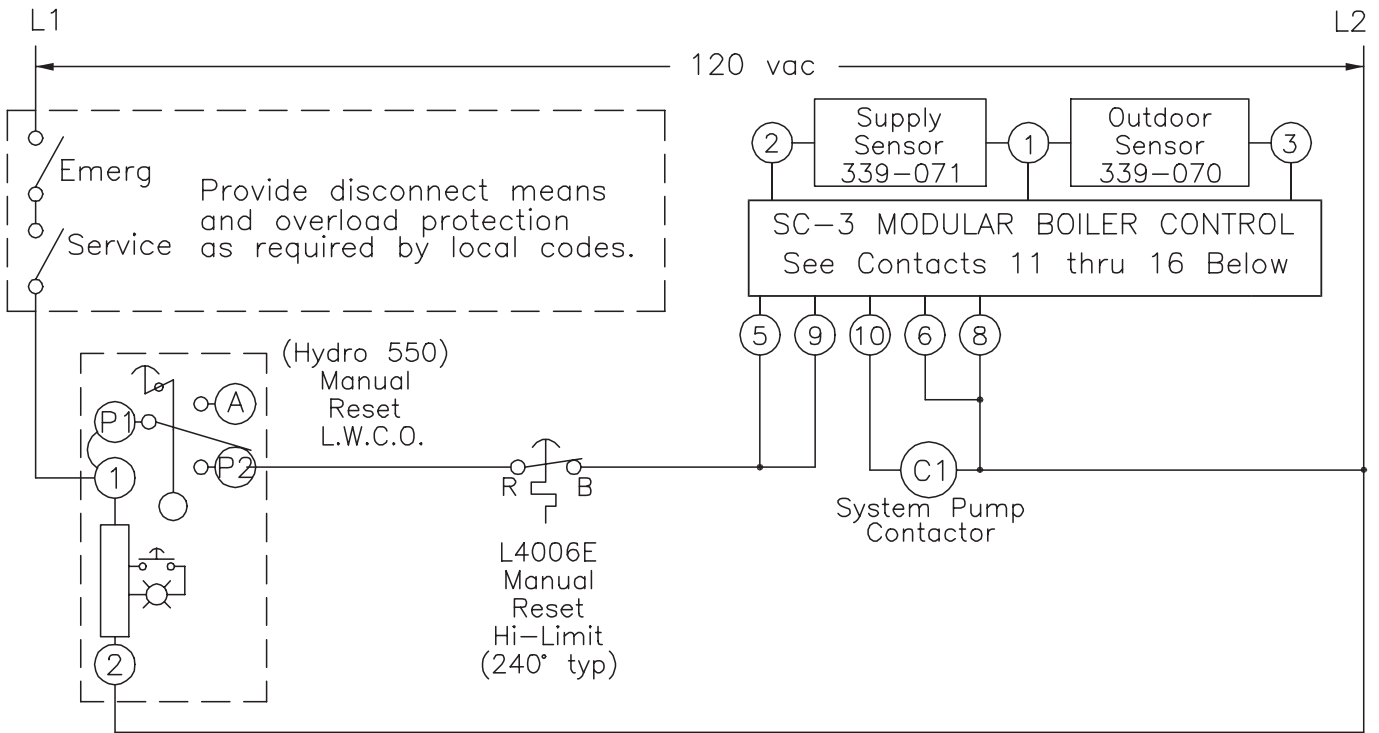 L1
L2
120 vac
Emerg
Service
Provide disconnect means
and overload protection
as required by local codes.
2
Supply
Sensor
339-071
1
Outdoor
Sensor
339-070
3
SC-3 MODULAR BOILER CONTROL
See Contacts 11 thru 16 Below
5
9
10
6
8
(Hydro 550)
Manual
Reset
L.W.C.O.
P1
A
P2
1
2
R
B
L4006E
Manual
Reset
Hi-Limit
(240° typ)
C1
System Pump
Contactor